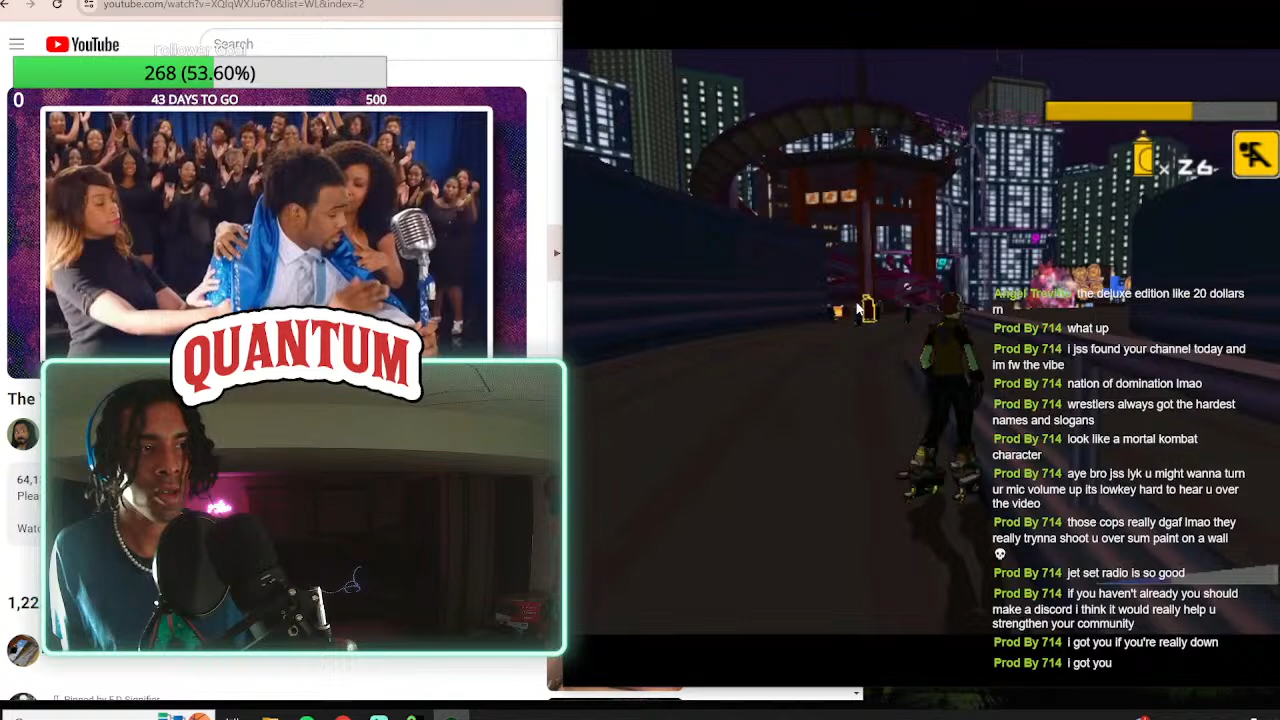 youtube.com/watch?v=XQIqWXJu670&list=WL&index=2
YouTube
Search
268 (53.60%)
0
43 DAYS TO GO
500
QUANTUM
The
64,1
Plea
Watc
1,22
x 26
the deluxe edition like 20 dollars
m
Prod By 714 what up
Prod By 714 i jss found your channel today and
im fw the vibe
Prod By 714 nation of domination lmao
Prod By 714 wrestlers always got the hardest
names and slogans
Prod By 714 look like a mortal kombat
character
Prod By 714 aye bro jss lyk u might wanna turn
ur mic volume up its lowkey hard to hear u over
the video
Prod By 714 those cops really dgaf lmao they
really trynna shoot u over sum paint on a wall
Prod By 714 jet set radio is so good
Prod By 714 if you haven't already you should
make a discord i think it would really help u
strengthen your community
Prod By 714 i got you if you're really down
Prod By 714 i got you